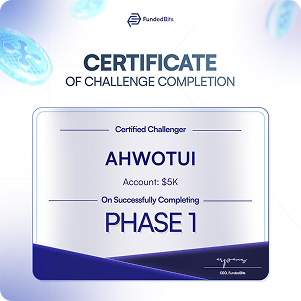 FundedBits
CERTIFICATE
OF CHALLENGE COMPLETION
Certified Challenger
AHWOTUI
Account: $5K
On Successfully Completing
PHASE 1
CEO, FundedBits